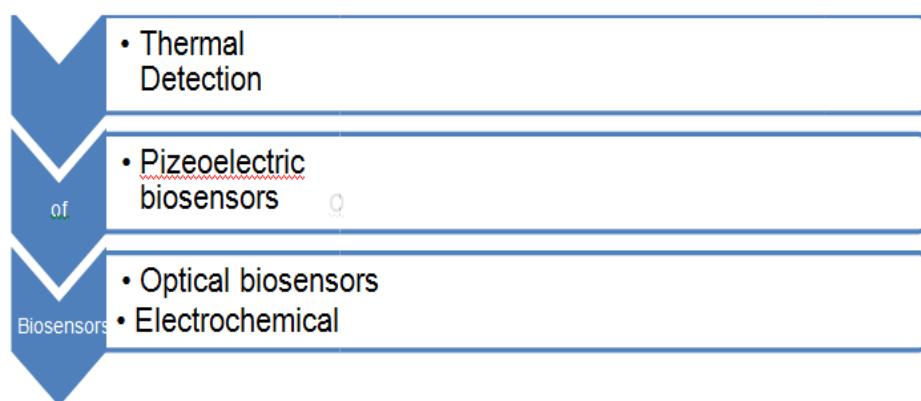 • Thermal
Detection
of
• Pizeoelectric
biosensors
Biosensors
• Optical biosensors
• Electrochemical